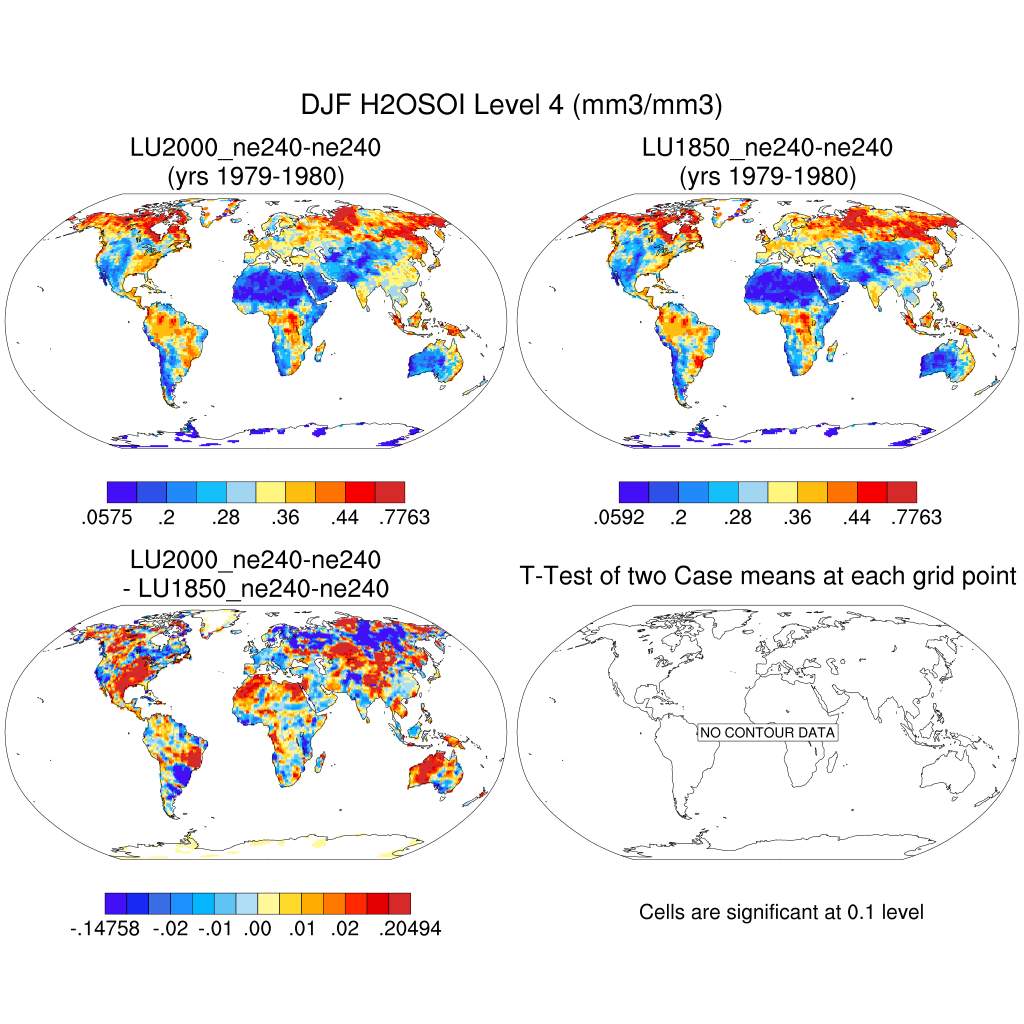 DJF H2OSOI Level 4 (mm3/mm3)
LU2000_ne240-ne240
(yrs 1979-1980)
LU1850_ne240-ne240
(yrs 1979-1980)
.0575 .2 .28 .36 .44 .7763
.0592 .2 .28 .36 .44 .7763
LU2000_ne240-ne240
- LU1850_ne240-ne240
T-Test of two Case means at each grid point
NO CONTOUR DATA
-.14758 -.02 -.01 .00 .01 .02 .20494
Cells are significant at 0.1 level